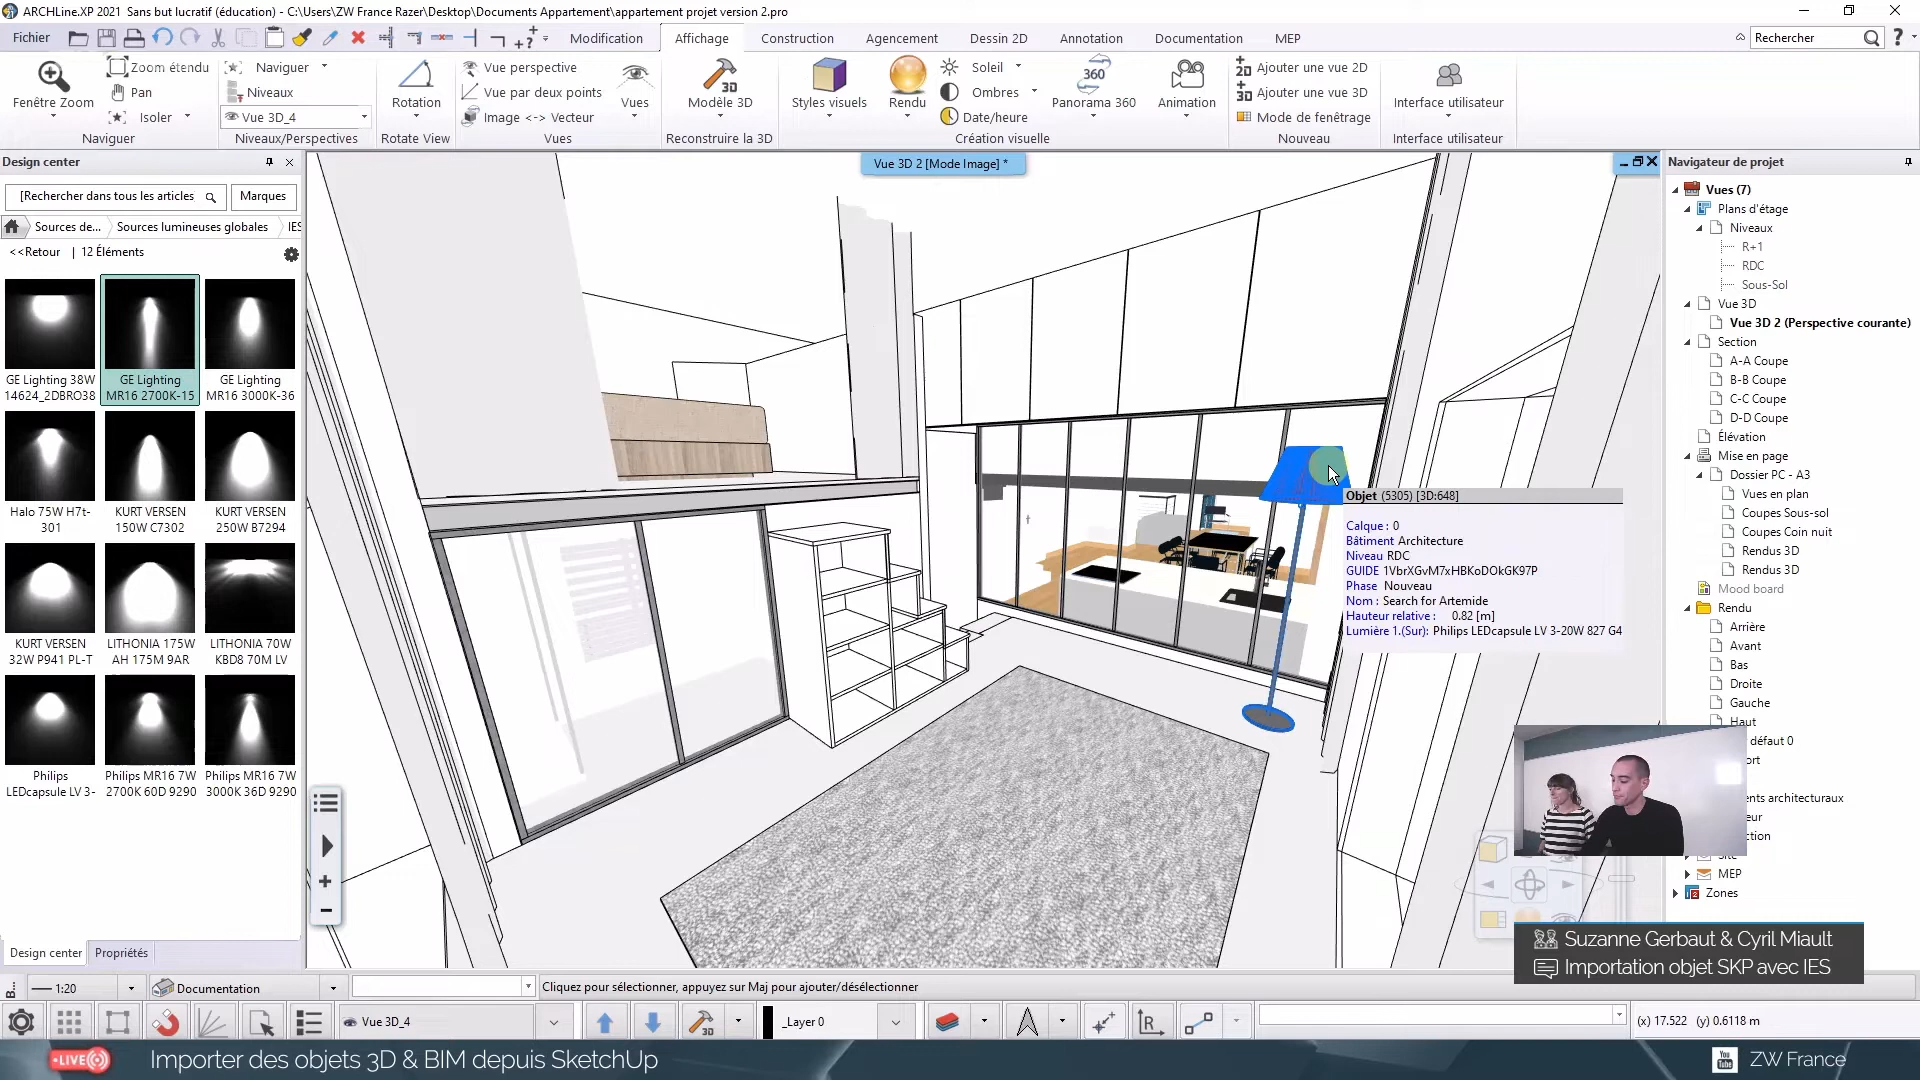 ARCHLine.XP 2021  Sans but lucratif (éducation) - C:\Users\ZW France Razer\Desktop\Documents Appartement\appartement projet version 2.pro
Fichier
Modification
Affichage
Construction
Agencement
Dessin 2D
Annotation
Documentation
MEP
Rechercher
Fenêtre Zoom
Zoom étendu
Pan
Isoler
Naviguer
Naviguer
Niveaux
Vue 3D_4
Niveaux/Perspectives
Rotation
Rotate View
Vue perspective
Vue par deux points
Image <-> Vecteur
Vues
Vues
Modèle 3D
Reconstruire la 3D
Styles visuels
Rendu
Soleil
Ombres
Date/heure
Panorama 360
Animation
Création visuelle
Ajouter une vue 2D
Ajouter une vue 3D
Mode de fenêtrage
Nouveau
Interface utilisateur
Interface utilisateur
Design center
[Rechercher dans tous les articles
Marques
Sources de...
Sources lumineuses globales
IES
<<Retour | 12 Éléments
GE Lighting 38W 14624_2DBRO38
GE Lighting MR16 2700K-15
GE Lighting MR16 3000K-36
Halo 75W H7t-301
KURT VERSEN 150W C7302
KURT VERSEN 250W B7294
KURT VERSEN 32W P941 PL-T
LITHONIA 175W AH 175M 9AR
LITHONIA 70W KBD8 70M LV
Philips LEDcapsule LV 3-
Philips MR16 7W 2700K 60D 9290
Philips MR16 7W 3000K 36D 9290
Design center
Propriétés
Vue 3D 2 [Mode Image] *
Objet (5305) [3D:648]
Calque : 0
Bâtiment Architecture
Niveau RDC
GUIDE 1VbrXGvM7xHBKoDOkGK97P
Phase Nouveau
Nom : Search for Artemide
Hauteur relative : 0.82 [m]
Lumière 1.(Sur): Philips LEDcapsule LV 3-20W 827 G4
Navigateur de projet
Vues (7)
Plans d'étage
Niveaux
R+1
RDC
Sous-Sol
Vue 3D
Vue 3D 2 (Perspective courante)
Section
A-A Coupe
B-B Coupe
C-C Coupe
D-D Coupe
Élévation
Mise en page
Dossier PC - A3
Vues en plan
Coupes Sous-sol
Coupes Coin nuit
Rendus 3D
Rendus 3D
Mood board
Rendu
Arrière
Avant
Bas
Droite
Gauche
Haut
défaut 0
MEP
Zones
Suzanne Gerbaut & Cyril Miault
Importation objet SKP avec IES
1:20
Documentation
Cliquez pour sélectionner, appuyez sur Maj pour ajouter/désélectionner
Vue 3D_4
_Layer 0
(x) 17.522 (y) 0.6118 m
LIVE
Importer des objets 3D & BIM depuis SketchUp
You Tube
ZW France